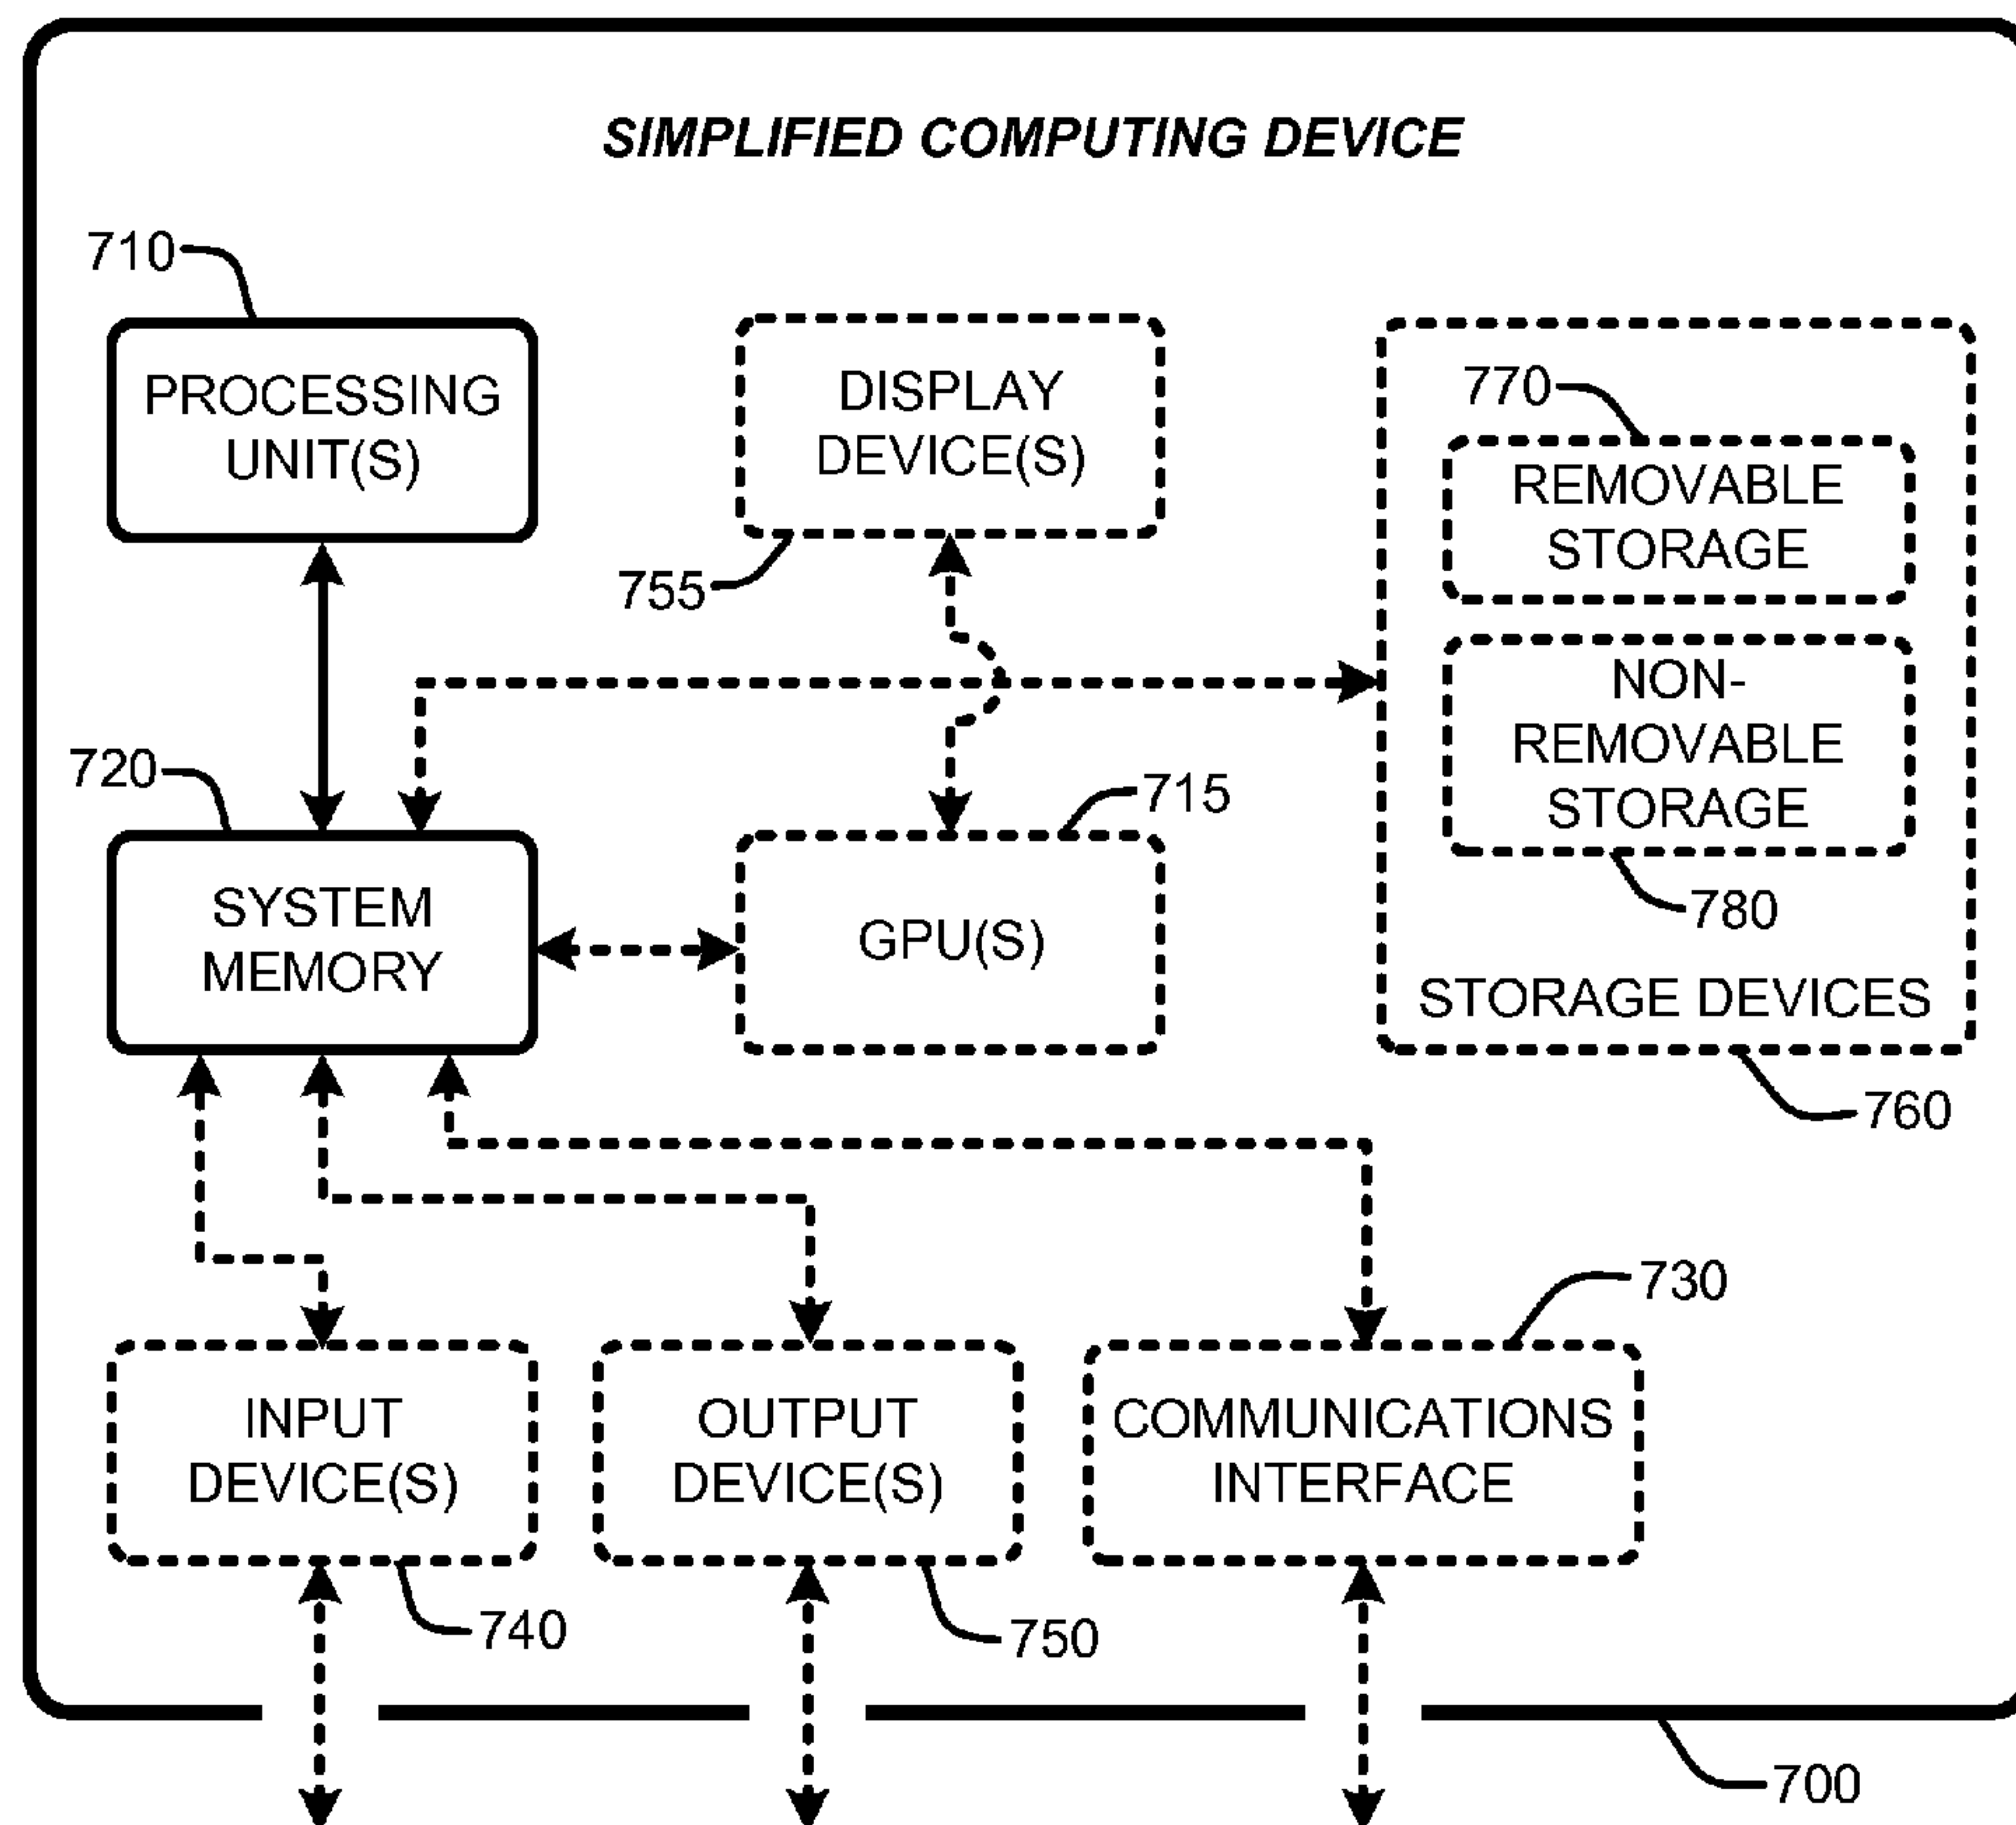 SIMPLIFIED COMPUTING DEVICE
710
PROCESSING
UNIT(S)
DISPLAY
DEVICE(S)
755
770
REMOVABLE
STORAGE
NON-
REMOVABLE
STORAGE
780
STORAGE DEVICES
760
720
SYSTEM
MEMORY
715
GPU(S)
INPUT
DEVICE(S)
740
OUTPUT
DEVICE(S)
750
730
COMMUNICATIONS
INTERFACE
700